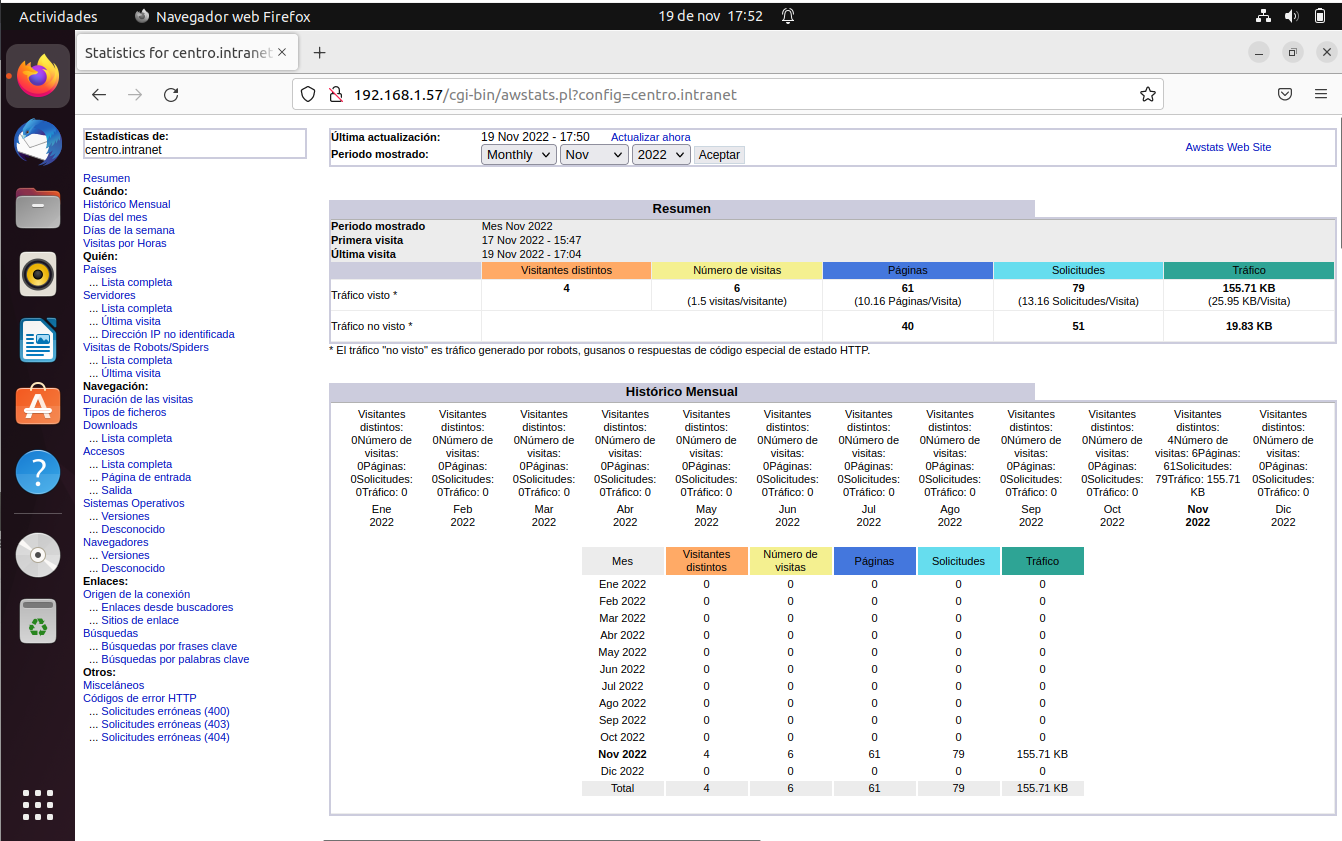 Actividades
Navegador web Firefox
19 de nov 17:52
Statistics for centro.intranet
192.168.1.57/cgi-bin/awstats.pl?config=centro.intranet
Estadísticas de:
centro.intranet
Resumen
Cuándo:
Histórico Mensual
Días del mes
Días de la semana
Visitas por Horas
Quién:
Países
... Lista completa
Servidores
... Lista completa
... Última visita
... Dirección IP no identificada
Visitas de Robots/Spiders
... Lista completa
... Última visita
Navegación:
Duración de las visitas
Tipos de ficheros
Downloads
... Lista completa
Accesos
... Lista completa
... Página de entrada
... Salida
Sistemas Operativos
... Versiones
... Desconocido
Navegadores
... Versiones
... Desconocido
Enlaces:
Origen de la conexión
... Enlaces desde buscadores
... Sitios de enlace
Búsquedas
... Búsquedas por frases clave
... Búsquedas por palabras clave
Otros:
Misceláneos
Códigos de error HTTP
... Solicitudes erróneas (400)
... Solicitudes erróneas (403)
... Solicitudes erróneas (404)
Última actualización: 19 Nov 2022 - 17:50 Actualizar ahora
Periodo mostrado: Monthly Nov 2022 Aceptar
Awstats Web Site
Resumen
Periodo mostrado Mes Nov 2022
Primera visita 17 Nov 2022 - 15:47
Última visita 19 Nov 2022 - 17:04
Visitantes distintos Número de visitas Páginas Solicitudes Tráfico
Tráfico visto * 4 6 61 79 155.71 KB
(1.5 visitas/visitante) (10.16 Páginas/Visita) (13.16 Solicitudes/Visita) (25.95 KB/Visita)
Tráfico no visto * 40 51 19.83 KB
* El tráfico "no visto" es tráfico generado por robots, gusanos o respuestas de código especial de estado HTTP.
Histórico Mensual
Visitantes Visitantes Visitantes Visitantes Visitantes Visitantes Visitantes Visitantes Visitantes Visitantes Visitantes Visitantes
distintos: distintos: distintos: distintos: distintos: distintos: distintos: distintos: distintos: distintos: distintos: distintos:
0Número de 0Número de 0Número de 0Número de 0Número de 0Número de 0Número de 0Número de 0Número de 0Número de 4Número de 0Número de
visitas: visitas: visitas: visitas: visitas: visitas: visitas: visitas: visitas: visitas: visitas: 6Páginas: visitas:
0Páginas: 0Páginas: 0Páginas: 0Páginas: 0Páginas: 0Páginas: 0Páginas: 0Páginas: 0Páginas: 0Páginas: 61Solicitudes: 0Páginas:
0Solicitudes: 0Solicitudes: 0Solicitudes: 0Solicitudes: 0Solicitudes: 0Solicitudes: 0Solicitudes: 0Solicitudes: 0Solicitudes: 0Solicitudes: 79Tráfico: 155.71 0Solicitudes:
0Tráfico: 0 0Tráfico: 0 0Tráfico: 0 0Tráfico: 0 0Tráfico: 0 0Tráfico: 0 0Tráfico: 0 0Tráfico: 0 0Tráfico: 0 0Tráfico: 0 KB 0Tráfico: 0
Ene Feb Mar Abr May Jun Jul Ago Sep Oct Nov Dic
2022 2022 2022 2022 2022 2022 2022 2022 2022 2022 2022 2022
Mes Visitantes distintos Número de visitas Páginas Solicitudes Tráfico
Ene 2022 0 0 0 0 0
Feb 2022 0 0 0 0 0
Mar 2022 0 0 0 0 0
Abr 2022 0 0 0 0 0
May 2022 0 0 0 0 0
Jun 2022 0 0 0 0 0
Jul 2022 0 0 0 0 0
Ago 2022 0 0 0 0 0
Sep 2022 0 0 0 0 0
Oct 2022 0 0 0 0 0
Nov 2022 4 6 61 79 155.71 KB
Dic 2022 0 0 0 0 0
Total 4 6 61 79 155.71 KB